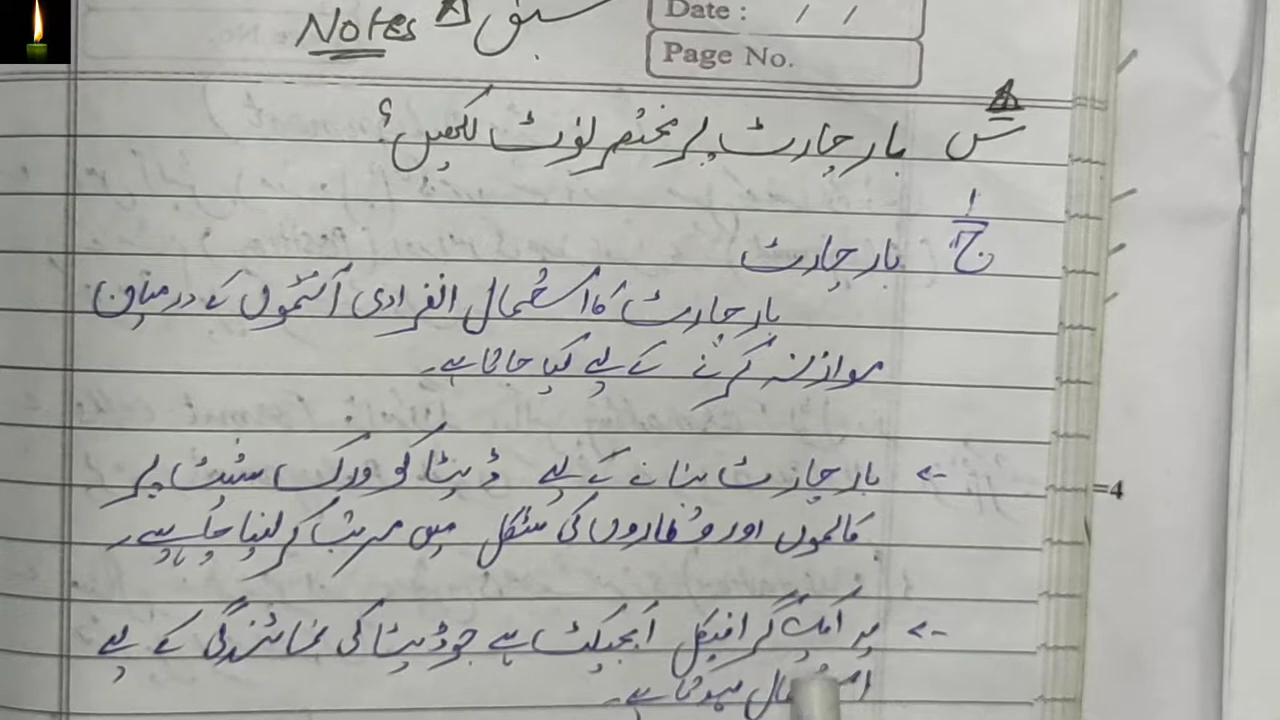 Date : / /
سبق Notes
Page No.
س بار چارٹ پر مختصر نوٹ لکھیں؟
ج بار چارٹ
بار چارٹ کا استعمال انفرادی آئٹموں کے درمیان
موازنہ کرنے کے لیے کیا جاتا ہے۔
بار چارٹ بنانے کے لیے ڈیٹا کو ورک شیٹ پر
کالموں اور قطاروں کی شکل میں مرتب کر لینا چاہیے۔
یہ ایک گرافیکل آبجیکٹ ہے جو ڈیٹا کی نمائندگی کے لیے
استعمال ہوتا ہے۔
=4